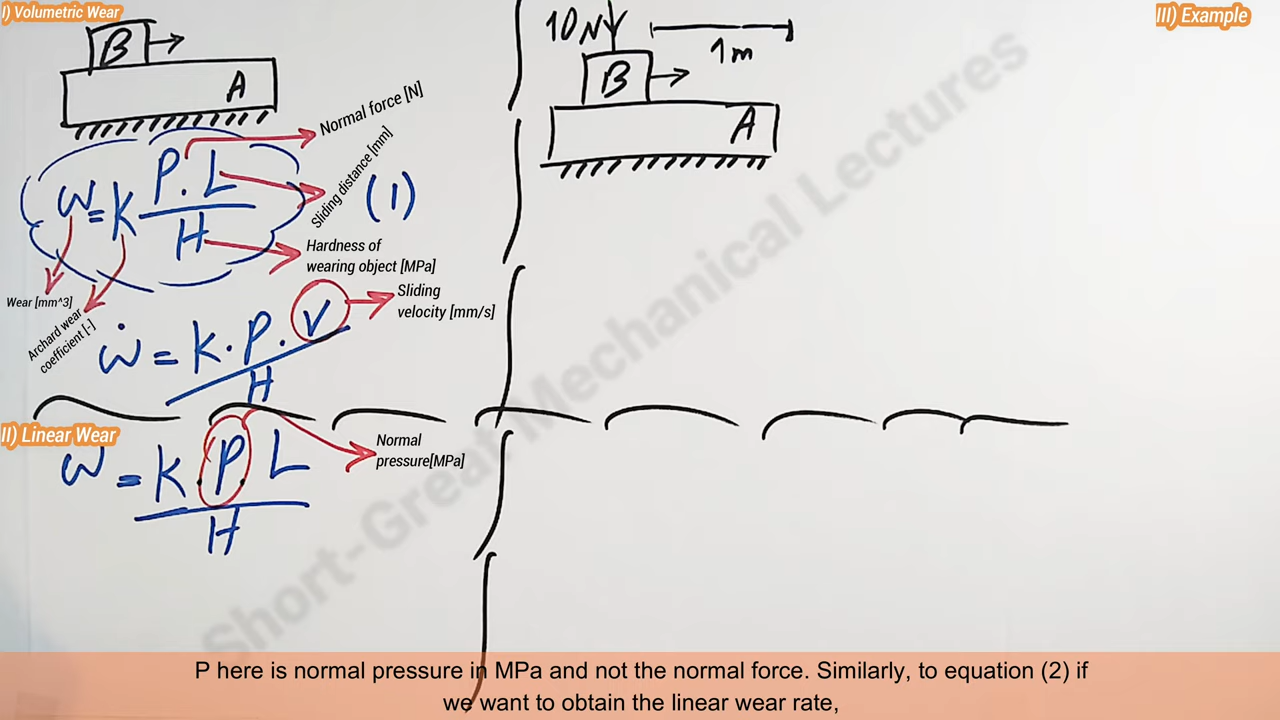 I) Volumetric Wear
III) Example
B
A
Normal force [N]
Sliding distance[mm]
W = K P. L / H (1)
Hardness of
wearing object [MPa]
Wear [mm^3]
Archard wear
coefficient [-]
Sliding
velocity [mm/s]
Ẇ = K. P. V / H
10N
1m
B
A
II) Linear Wear
Normal
pressure[MPa]
W = K.P. L / H
Short-Great Mechanical Lectures
P here is normal pressure in MPa and not the normal force. Similarly, to equation (2) if
we want to obtain the linear wear rate,